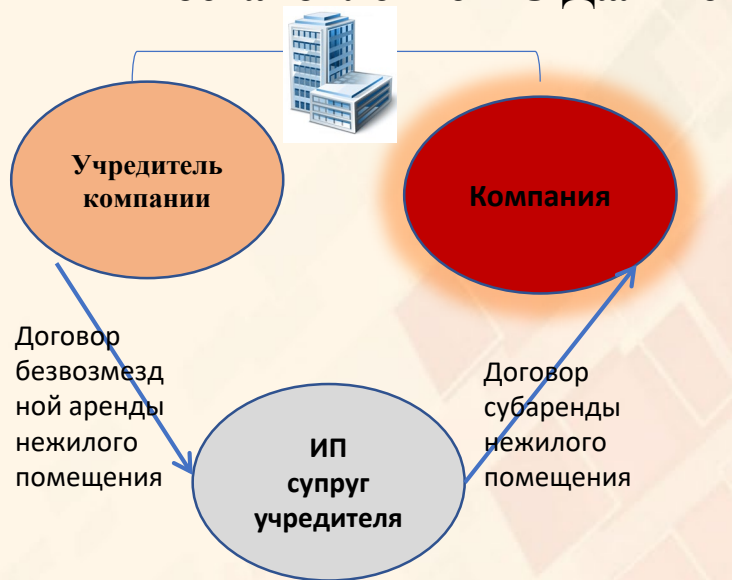 Учредитель
компании
Компания
Договор
безвозмезд
ной аренды
нежилого
помещения
Договор
субаренды
нежилого
помещения
ИП
супруг
учредителя